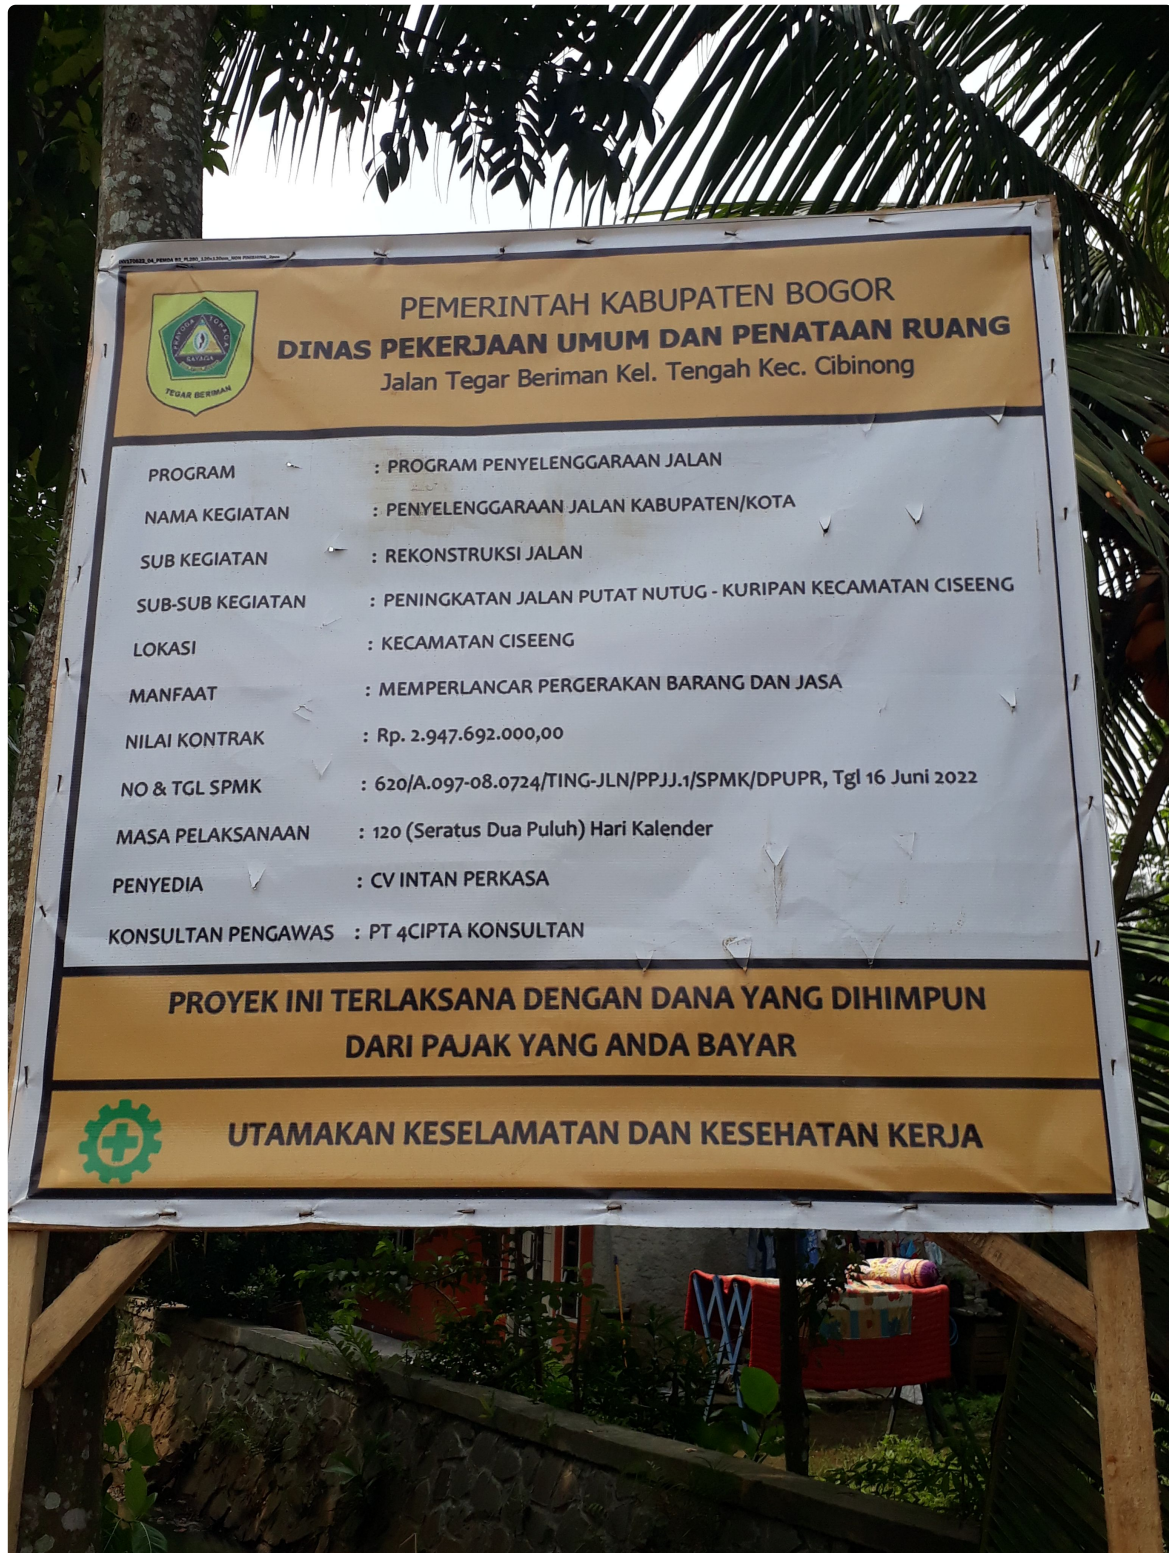 PEMERINTAH KABUPATEN BOGOR
DINAS PEKERJAAN UMUM DAN PENATAAN RUANG
Jalan Tegar Beriman Kel. Tengah Kec. Cibinong
TEGAR BERIMAN
PROGRAM : PROGRAM PENYELENGGARAAN JALAN
NAMA KEGIATAN : PENYELENGGARAAN JALAN KABUPATEN/KOTA
SUB KEGIATAN : REKONSTRUKSI JALAN
SUB-SUB KEGIATAN : PENINGKATAN JALAN PUTAT NUTUG - KURIPAN KECAMATAN CISEENG
LOKASI : KECAMATAN CISEENG
MANFAAT : MEMPERLANCAR PERGERAKAN BARANG DAN JASA
NILAI KONTRAK : Rp. 2.947.692.000,00
NO & TGL SPMK : 620/A.097-08.0724/TING-JLN/PPJJ.1/SPMK/DPUPR, Tgl 16 Juni 2022
MASA PELAKSANAAN : 120 (Seratus Dua Puluh) Hari Kalender
PENYEDIA : CV INTAN PERKASA
KONSULTAN PENGAWAS : PT 4CIPTA KONSULTAN
PROYEK INI TERLAKSANA DENGAN DANA YANG DIHIMPUN
DARI PAJAK YANG ANDA BAYAR
UTAMAKAN KESELAMATAN DAN KESEHATAN KERJA